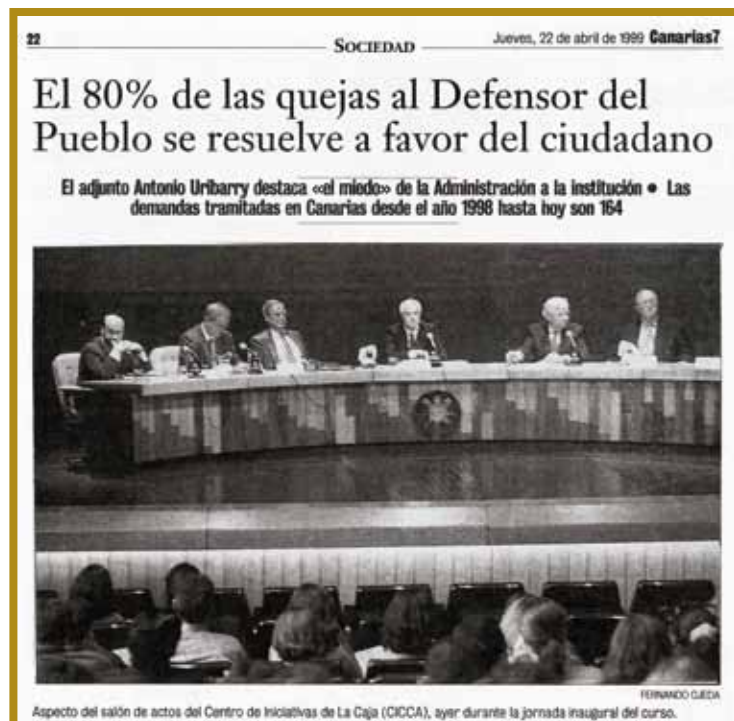 22
SOCIEDAD
Jueves, 22 de abril de 1999 Canarias7
El 80% de las quejas al Defensor del
Pueblo se resuelve a favor del ciudadano
El adjunto Antonio Uribarry destaca «el miedo» de la Administración a la institución ● Las
demandas tramitadas en Canarias desde el año 1998 hasta hoy son 164
FERNANDO OJEDA
Aspecto del salón de actos del Centro de Iniciativas de La Caja (CICCA), ayer durante la jornada inaugural del curso.